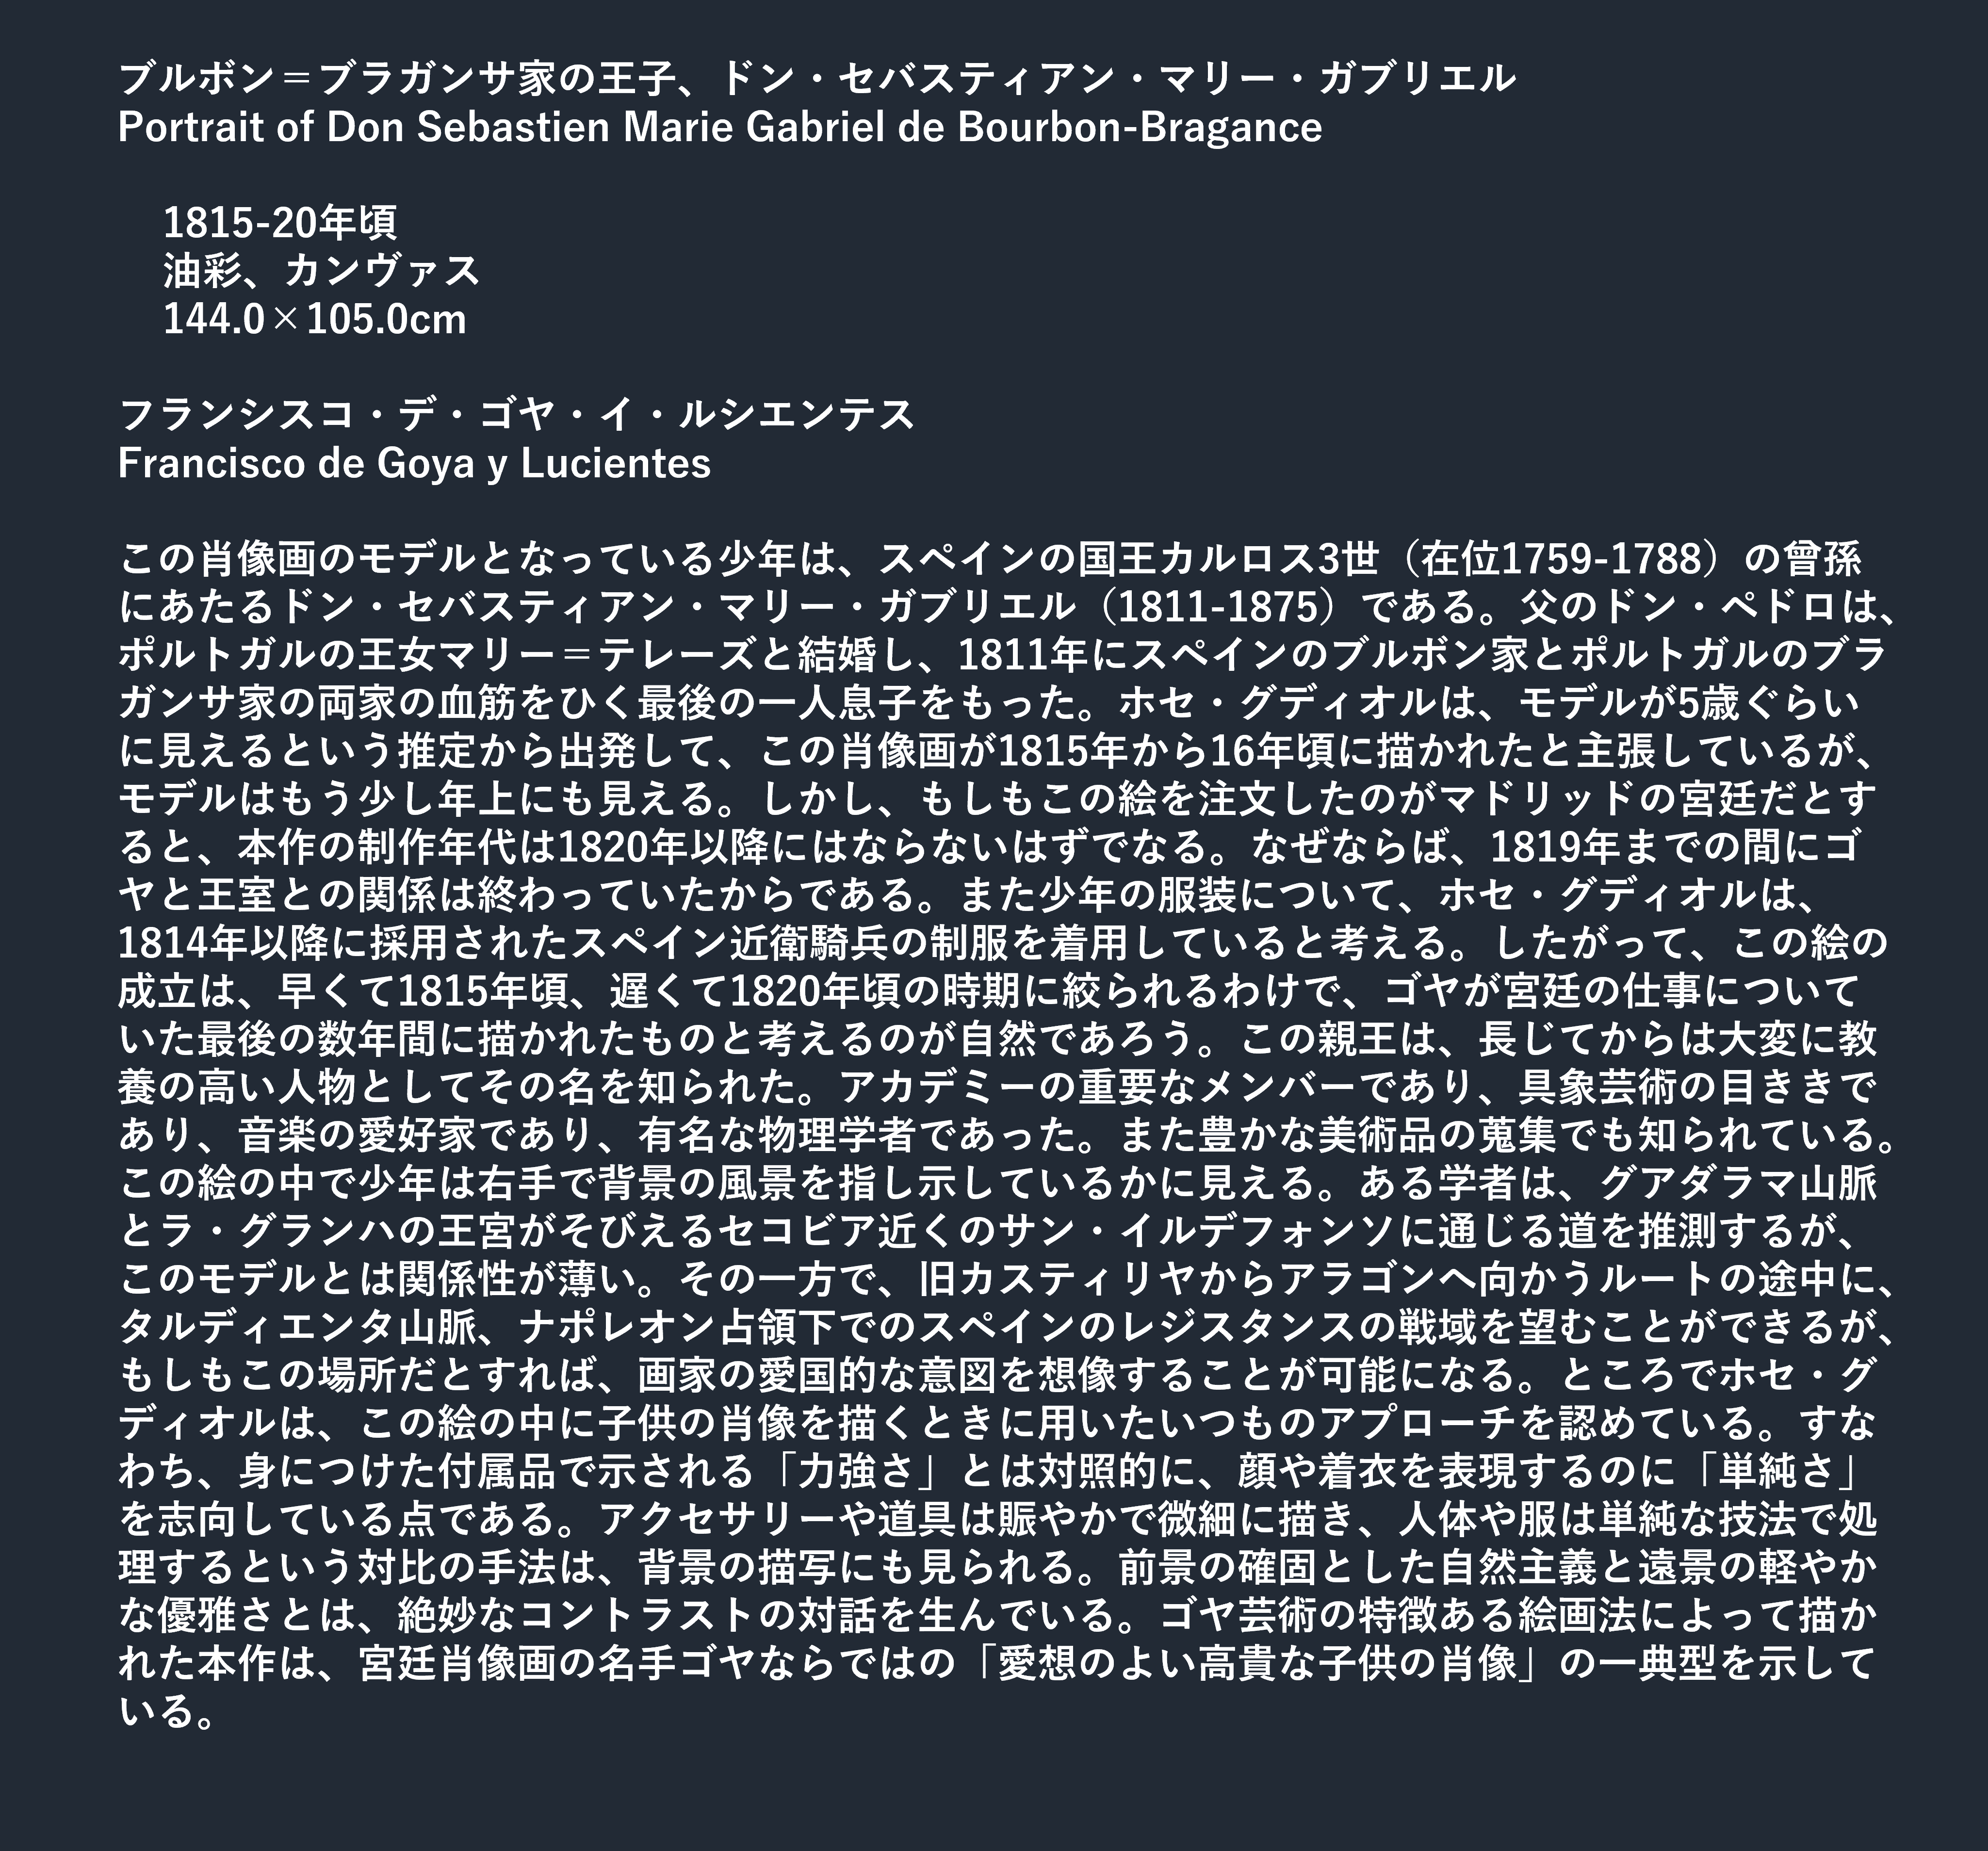 ブルボン＝ブラガンサ家の王子、ドン・セバスティアン・マリー・ガブリエル
Portrait of Don Sebastien Marie Gabriel de Bourbon-Bragance
1815-20年頃
油彩、カンヴァス
144.0×105.0cm
フランシスコ・デ・ゴヤ・イ・ルシエンテス
Francisco de Goya y Lucientes
この肖像画のモデルとなっている少年は、スペインの国王カルロス3世（在位1759-1788）の曾孫
にあたるドン・セバスティアン・マリー・ガブリエル（1811-1875）である。父のドン・ペドロは、
ポルトガルの王女マリー＝テレーズと結婚し、1811年にスペインのブルボン家とポルトガルのブラ
ガンサ家の両家の血筋をひく最後の一人息子をもった。ホセ・グディオルは、モデルが5歳ぐらい
に見えるという推定から出発して、この肖像画が1815年から16年頃に描かれたと主張しているが、
モデルはもう少し年上にも見える。しかし、もしもこの絵を注文したのがマドリッドの宮廷だとす
ると、本作の制作年代は1820年以降にはならないはずでなる。なぜならば、1819年までの間にゴ
ヤと王室との関係は終わっていたからである。また少年の服装について、ホセ・グディオルは、
1814年以降に採用されたスペイン近衛騎兵の制服を着用していると考える。したがって、この絵の
成立は、早くて1815年頃、遅くて1820年頃の時期に絞られるわけで、ゴヤが宮廷の仕事について
いた最後の数年間に描かれたものと考えるのが自然であろう。この親王は、長じてからは大変に教
養の高い人物としてその名を知られた。アカデミーの重要なメンバーであり、具象芸術の目ききで
あり、音楽の愛好家であり、有名な物理学者であった。また豊かな美術品の蒐集でも知られている。
この絵の中で少年は右手で背景の風景を指し示しているかに見える。ある学者は、グアダラマ山脈
とラ・グランハの王宮がそびえるセコビア近くのサン・イルデフォンソに通じる道を推測するが、
このモデルとは関係性が薄い。その一方で、旧カスティリヤからアラゴンへ向かうルートの途中に、
タルディエンタ山脈、ナポレオン占領下でのスペインのレジスタンスの戦域を望むことができるが、
もしもこの場所だとすれば、画家の愛国的な意図を想像することが可能になる。ところでホセ・グ
ディオルは、この絵の中に子供の肖像を描くときに用いたいつものアプローチを認めている。すな
わち、身につけた付属品で示される「力強さ」とは対照的に、顔や着衣を表現するのに「単純さ」
を志向している点である。アクセサリーや道具は賑やかで微細に描き、人体や服は単純な技法で処
理するという対比の手法は、背景の描写にも見られる。前景の確固とした自然主義と遠景の軽やか
な優雅さとは、絶妙なコントラストの対話を生んでいる。ゴヤ芸術の特徴ある絵画法によって描か
れた本作は、宮廷肖像画の名手ゴヤならではの「愛想のよい高貴な子供の肖像」の一典型を示して
いる。